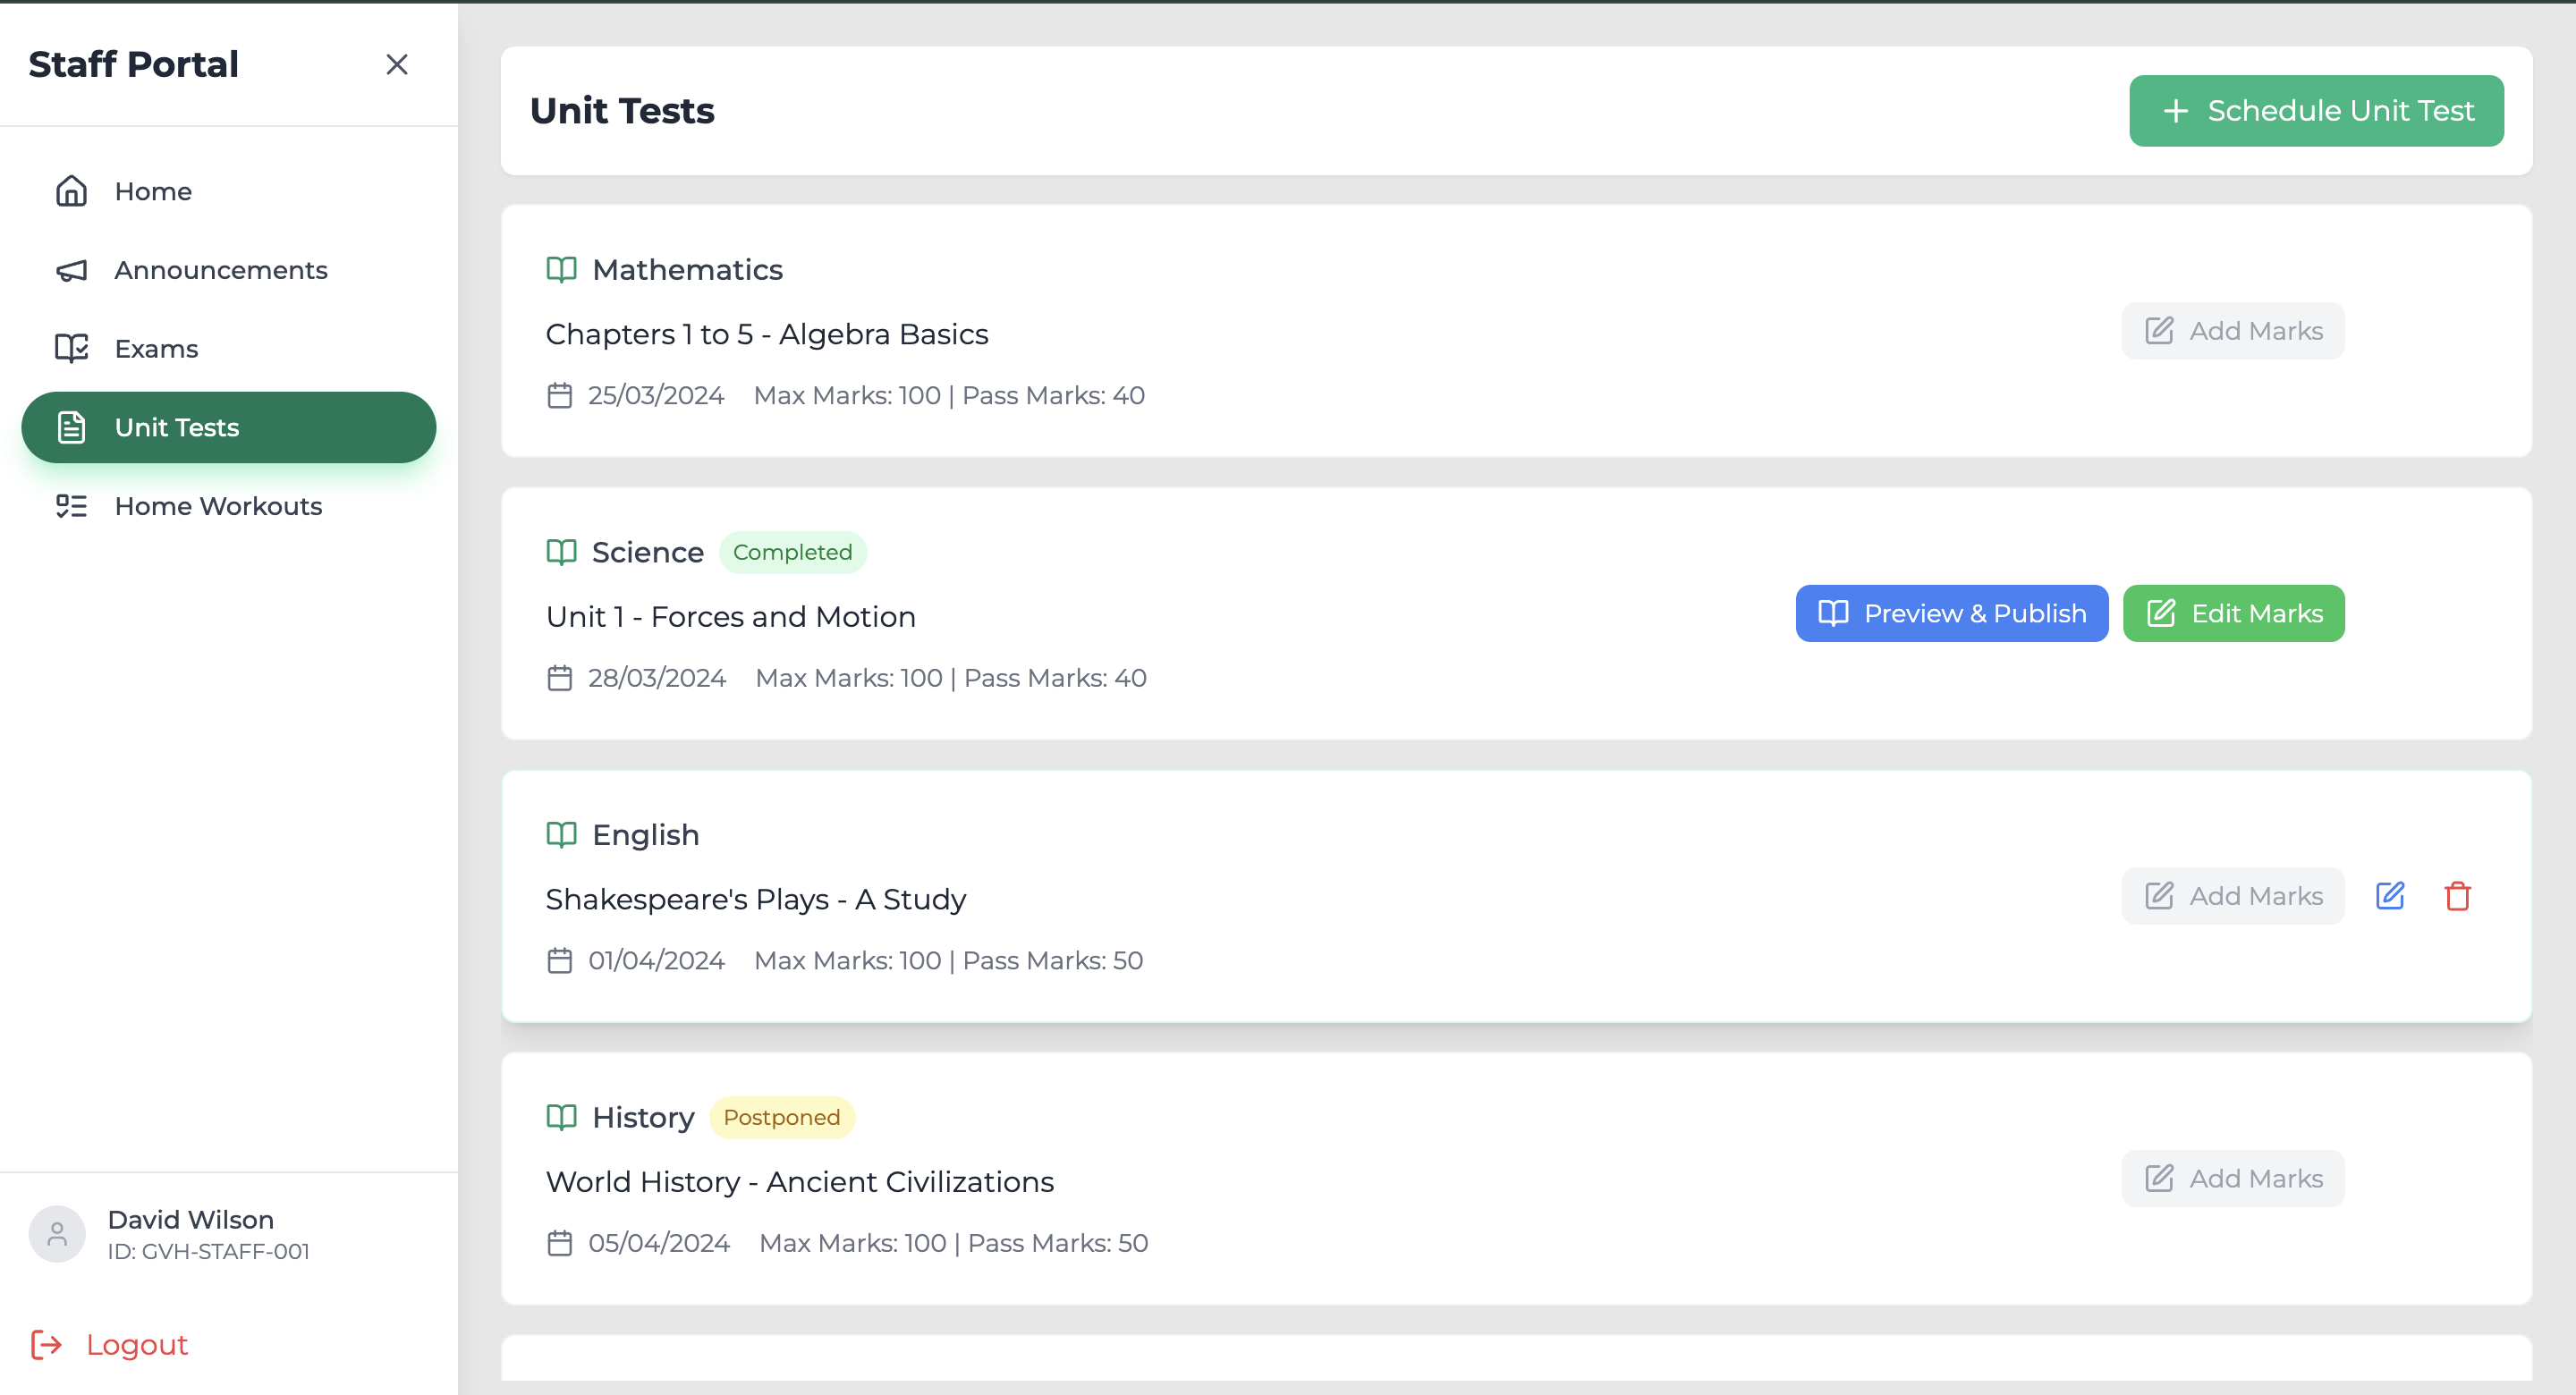 Staff Portal
Home
Announcements
Exams
Unit Tests
Home Workouts
David Wilson
ID: GVH-STAFF-001
Logout
Unit Tests
Schedule Unit Test
Mathematics
Chapters 1 to 5 - Algebra Basics
25/03/2024 Max Marks: 100 | Pass Marks: 40
Add Marks
Science Completed
Unit 1 - Forces and Motion
28/03/2024 Max Marks: 100 | Pass Marks: 40
Preview & Publish Edit Marks
English
Shakespeare's Plays - A Study
01/04/2024 Max Marks: 100 | Pass Marks: 50
Add Marks
History Postponed
World History - Ancient Civilizations
05/04/2024 Max Marks: 100 | Pass Marks: 50
Add Marks